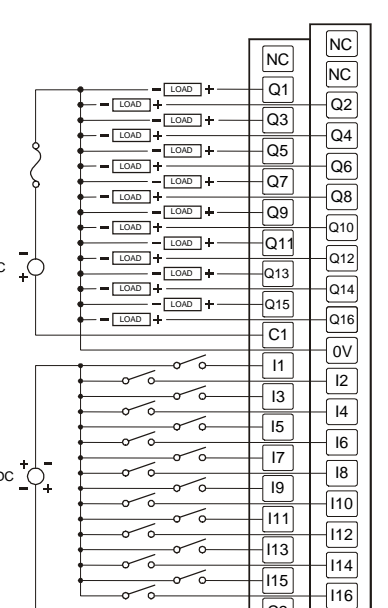 NC
NC
NC
Q1
- LOAD +
Q2
- LOAD +
Q3
- LOAD +
Q4
- LOAD +
Q5
- LOAD +
Q6
- LOAD +
Q7
- LOAD +
Q8
- LOAD +
Q9
- LOAD +
Q10
- LOAD +
Q11
- LOAD +
Q12
- LOAD +
Q13
- LOAD +
Q14
- LOAD +
Q15
- LOAD +
Q16
- LOAD +
C
- +
C1
0V
I1
I2
I3
I4
I5
I6
I7
I8
DC
+ -
- +
I9
I10
I11
I12
I13
I14
I15
I16